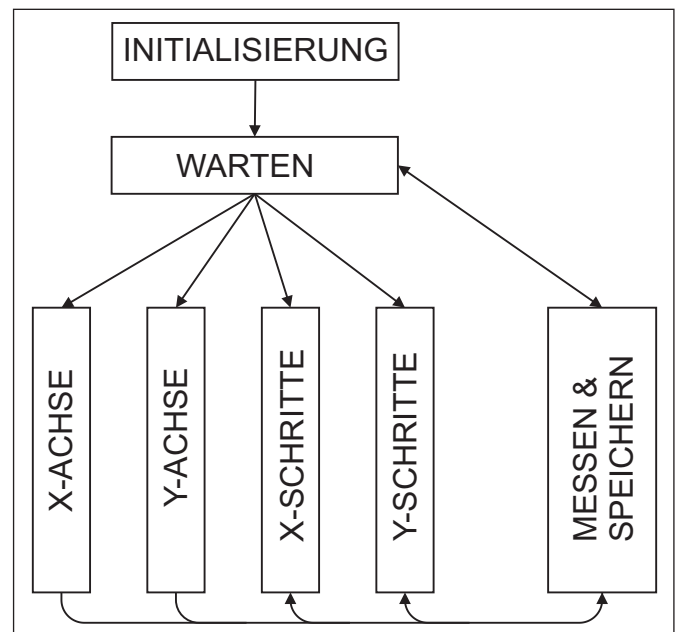 INITIALISIERUNG
WARTEN
X-ACHSE
Y-ACHSE
X-SCHRITTE
Y-SCHRITTE
MESSEN &
SPEICHERN